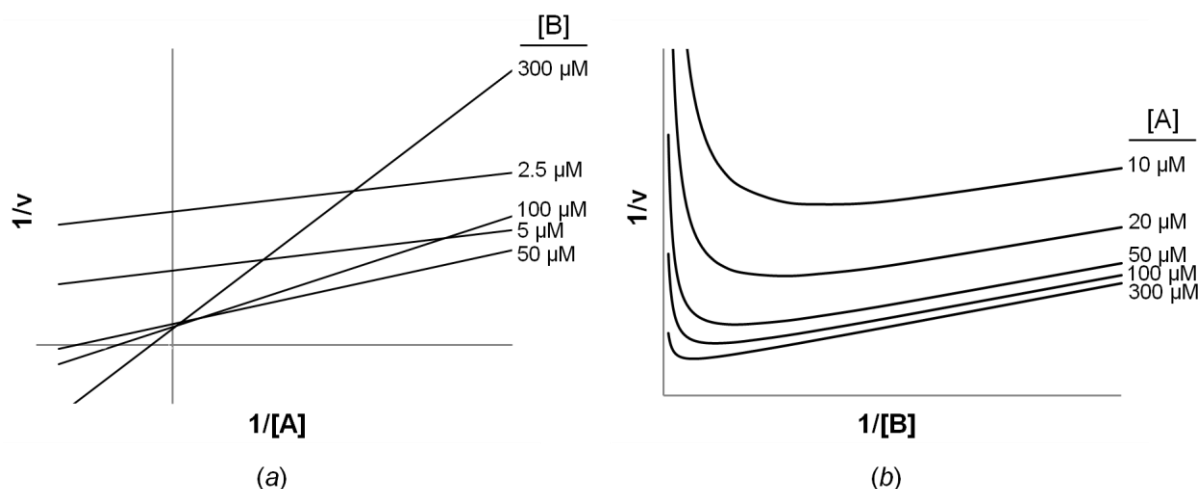 [B]
300 µM
2.5 µM
100 µM
5 µM
50 µM
1/v
1/[A]
(a)
[A]
10 µM
20 µM
50 µM
100 µM
300 µM
1/v
1/[B]
(b)